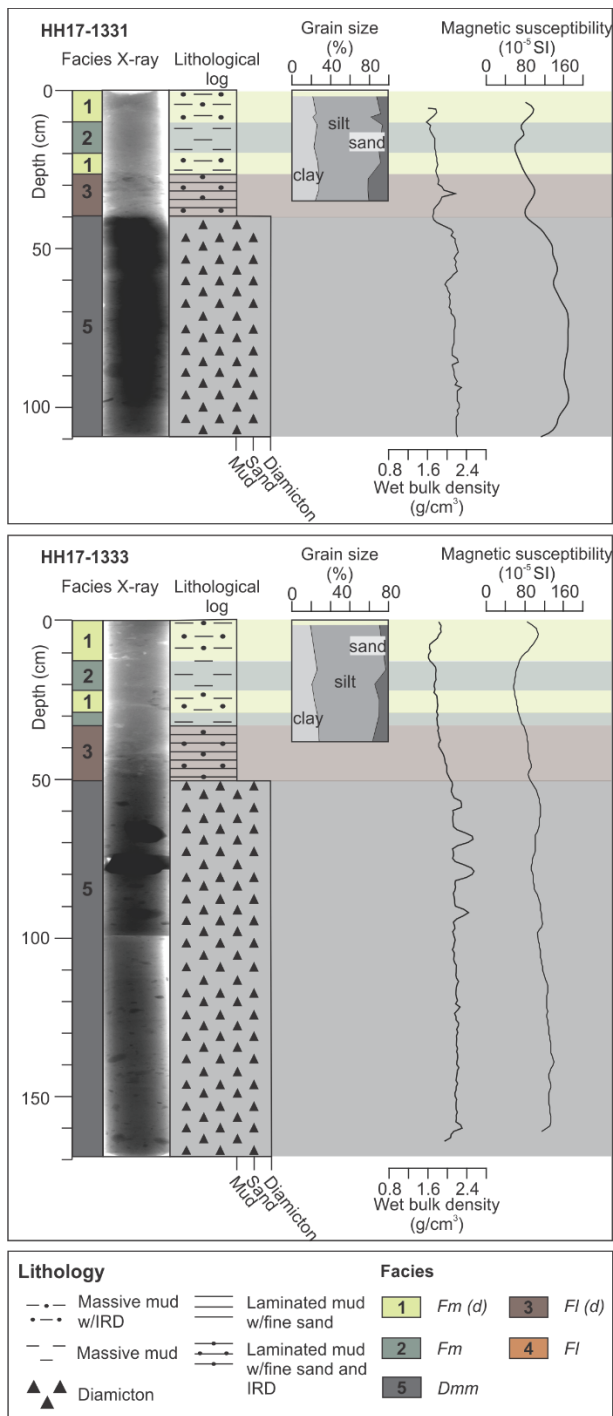 HH17-1331
Grain size
(%)
Magnetic susceptibility
(10⁻⁵ SI)
Facies X-ray
Lithological
log
0 40 80
0 80 160
Depth (cm)
0
50
100
1
2
1
3
5
silt
sand
clay
Mud
Sand
Diamicton
0.8 1.6 2.4
Wet bulk density
(g/cm³)
HH17-1333
Grain size
(%)
Magnetic susceptibility
(10⁻⁵ SI)
Facies X-ray
Lithological
log
0 40 80
0 80 160
Depth (cm)
0
50
100
150
1
2
1
3
5
sand
silt
clay
Mud
Sand
Diamicton
0.8 1.6 2.4
Wet bulk density
(g/cm³)
Lithology
Massive mud
w/IRD
Massive mud
Diamicton
Laminated mud
w/fine sand
Laminated mud
w/fine sand and
IRD
Facies
1 Fm (d)
2 Fm
5 Dmm
3 Fl (d)
4 Fl